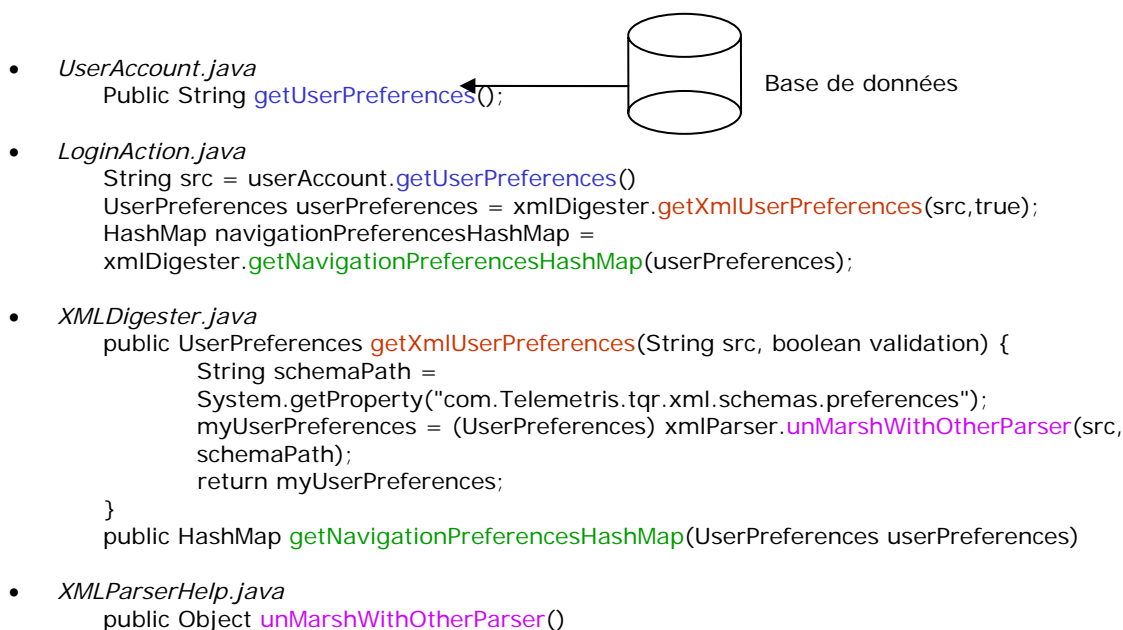 • UserAccount.java
Public String getUserPreferences();
Base de données
• LoginAction.java
String src = userAccount.getUserPreferences()
UserPreferences userPreferences = xmlDigester.getXmlUserPreferences(src,true);
HashMap navigationPreferencesHashMap =
xmlDigester.getNavigationPreferencesHashMap(userPreferences);
• XMLDigester.java
public UserPreferences getXmlUserPreferences(String src, boolean validation) {
String schemaPath =
System.getProperty("com.Telemetris.tqr.xml.schemas.preferences");
myUserPreferences = (UserPreferences) xmlParser.unMarshWithOtherParser(src,
schemaPath);
return myUserPreferences;
}
public HashMap getNavigationPreferencesHashMap(UserPreferences userPreferences)
• XMLParserHelp.java
public Object unMarshWithOtherParser()